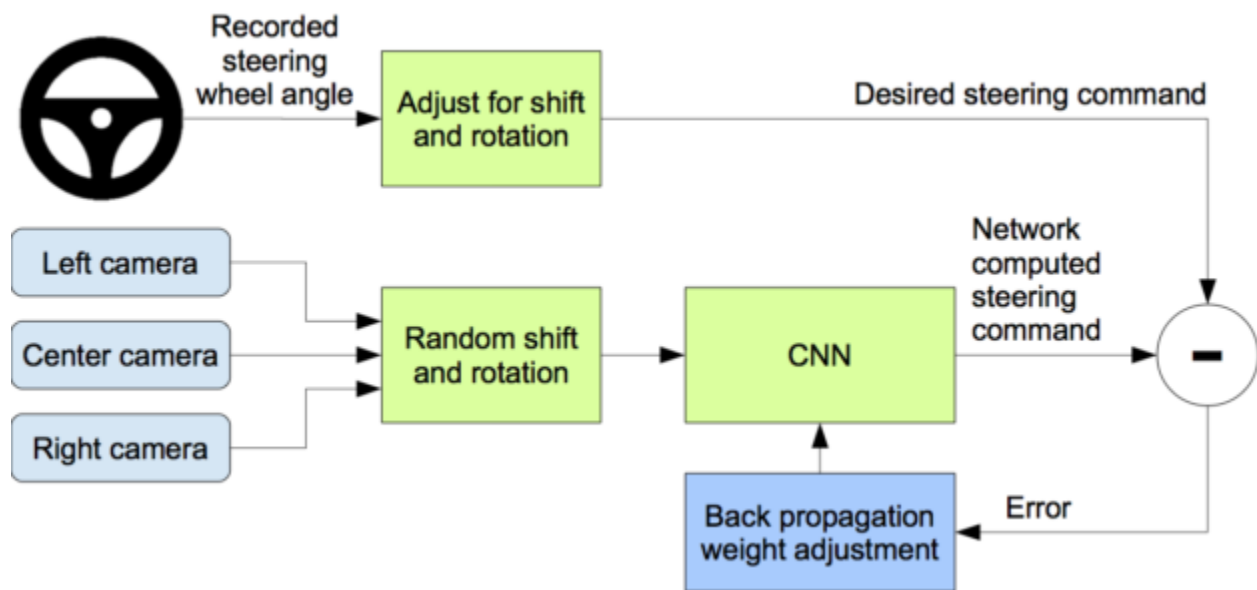 Recorded
steering
wheel angle
Adjust for shift
and rotation
Desired steering command
Left camera
Center camera
Right camera
Random shift
and rotation
CNN
Network
computed
steering
command
-
Back propagation
weight adjustment
Error